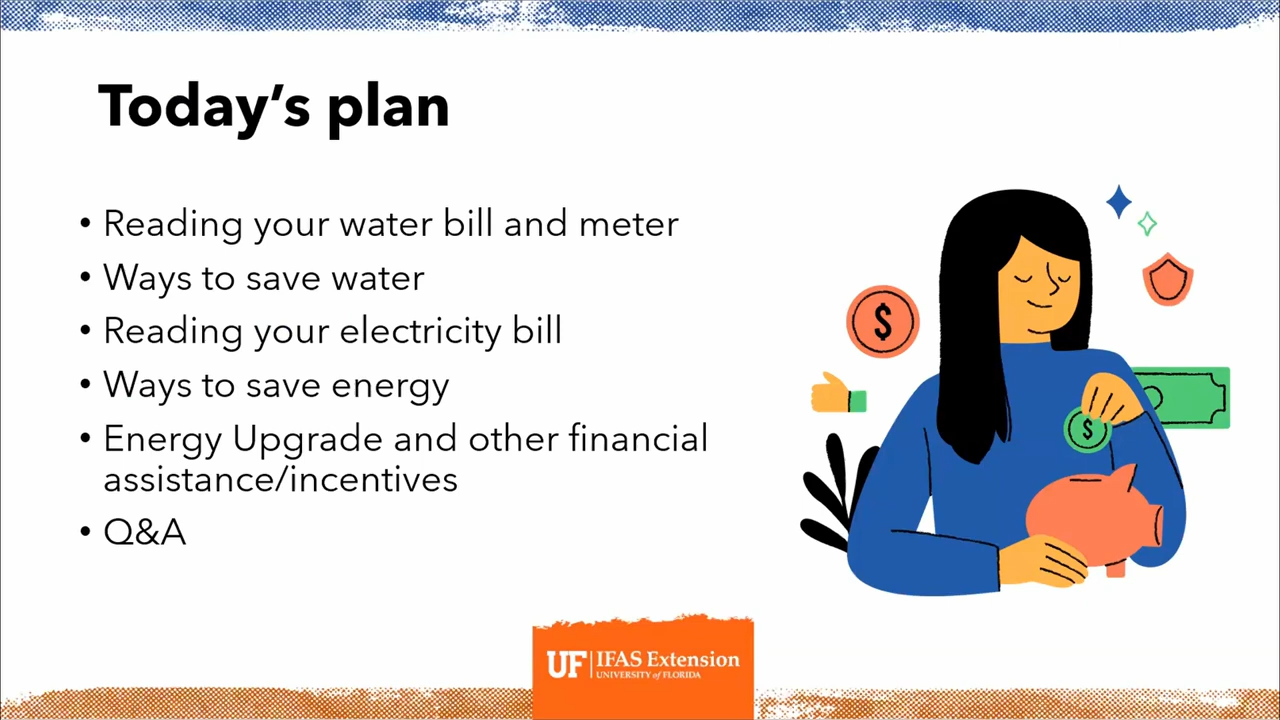 Today's plan
• Reading your water bill and meter
• Ways to save water
• Reading your electricity bill
• Ways to save energy
• Energy Upgrade and other financial
assistance/incentives
• Q&A
$
$
UF | IFAS Extension
UNIVERSITY of FLORIDA